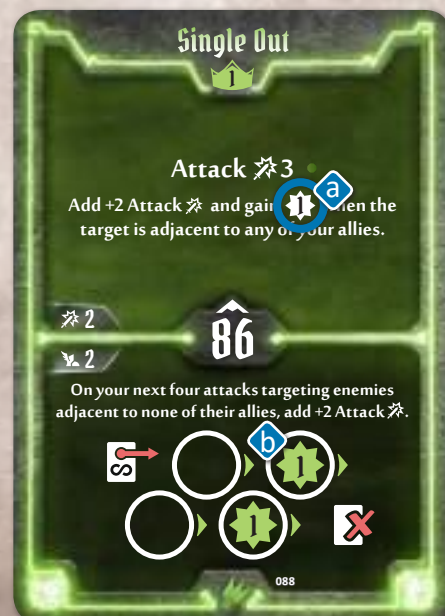 Single Out
1
Attack 3
a
Add +2 Attack and gain 1 the
target is adjacent to any of your allies.
2
86
2
On your next four attacks targeting enemies
adjacent to none of their allies, add +2 Attack .
b
S
1
1
088